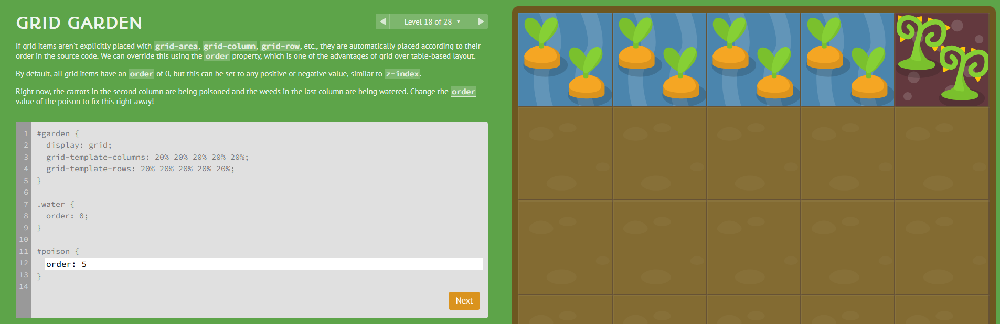 GRID GARDEN
◀ Level 18 of 28 ▾ ▶
If grid items aren't explicitly placed with grid-area, grid-column, grid-row, etc., they are automatically placed according to their
order in the source code. We can override this using the order property, which is one of the advantages of grid over table-based layout.
By default, all grid items have an order of 0, but this can be set to any positive or negative value, similar to z-index.
Right now, the carrots in the second column are being poisoned and the weeds in the last column are being watered. Change the order
value of the poison to fix this right away!
1 #garden {
2 display: grid;
3 grid-template-columns: 20% 20% 20% 20% 20%;
4 grid-template-rows: 20% 20% 20% 20% 20%;
5 }
6
7 .water {
8 order: 0;
9 }
10
11 #poison {
12 order: 5
13 }
14
Next